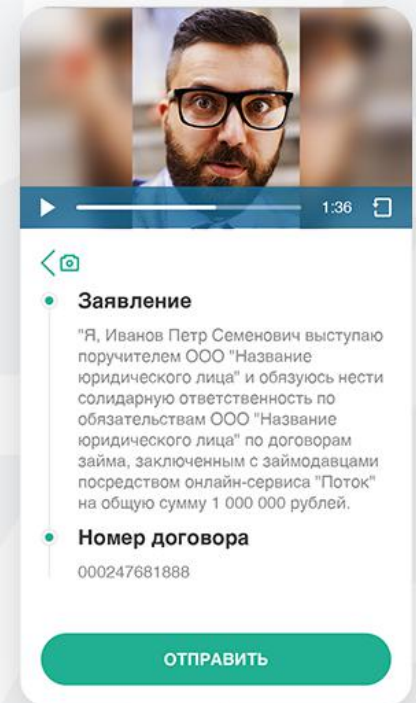 1:36
Заявление
"Я, Иванов Петр Семенович выступаю
поручителем ООО "Название
юридического лица" и обязуюсь нести
солидарную ответственность по
обязательствам ООО "Название
юридического лица" по договорам
займа, заключенным с займодавцами
посредством онлайн-сервиса "Поток"
на общую сумму 1 000 000 рублей.
Номер договора
000247681888
ОТПРАВИТЬ